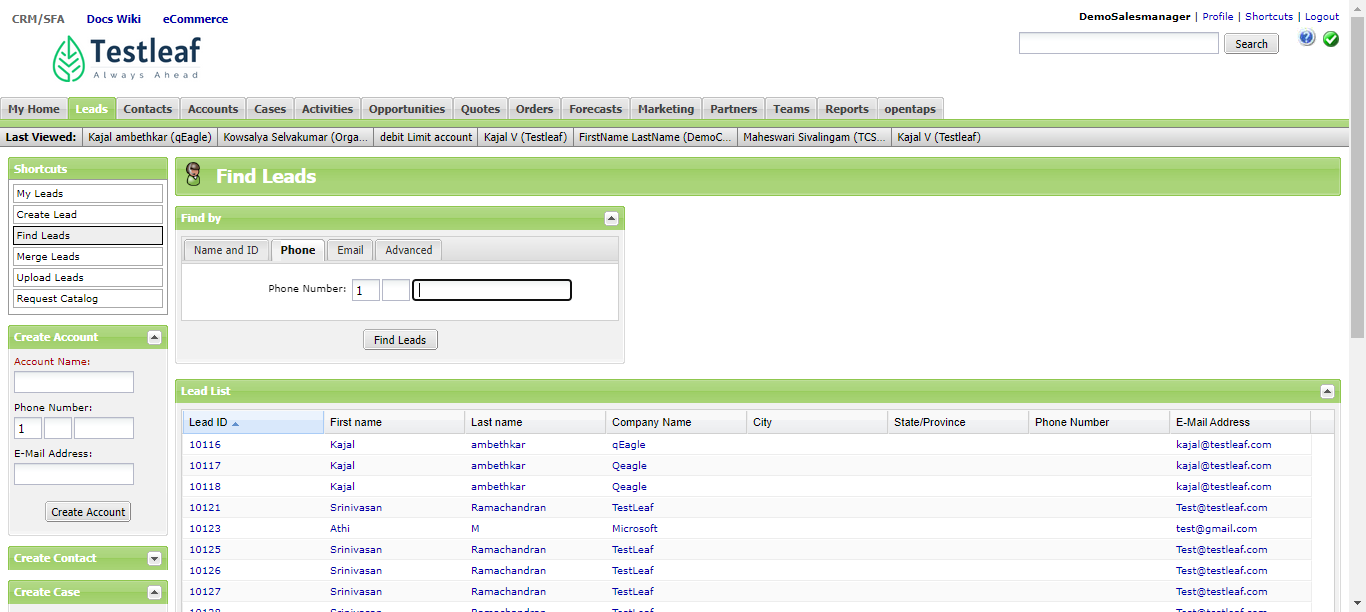 CRM/SFA Docs Wiki eCommerce
DemoSalesmanager | Profile | Shortcuts | Logout
Testleaf
Always Ahead
Search
My Home Leads Contacts Accounts Cases Activities Opportunities Quotes Orders Forecasts Marketing Partners Teams Reports opentaps
Last Viewed: Kajal ambethkar (qEagle) Kowsalya Selvakumar (Orga... debit Limit account Kajal V (Testleaf) FirstName LastName (DemoC... Maheswari Sivalingam (TCS... Kajal V (Testleaf)
Shortcuts
My Leads
Create Lead
Find Leads
Merge Leads
Upload Leads
Request Catalog
Create Account
Account Name:
Phone Number:
1
E-Mail Address:
Create Account
Create Contact
Create Case
Find Leads
Find by
Name and ID Phone Email Advanced
Phone Number: 1
Find Leads
Lead List
Lead ID First name Last name Company Name City State/Province Phone Number E-Mail Address
10116 Kajal ambethkar qEagle kajal@testleaf.com
10117 Kajal ambethkar Qeagle kajal@testleaf.com
10118 Kajal ambethkar Qeagle kajal@testleaf.com
10121 Srinivasan Ramachandran TestLeaf Test@testleaf.com
10123 Athi M Microsoft test@gmail.com
10125 Srinivasan Ramachandran TestLeaf Test@testleaf.com
10126 Srinivasan Ramachandran TestLeaf Test@testleaf.com
10127 Srinivasan Ramachandran TestLeaf Test@testleaf.com